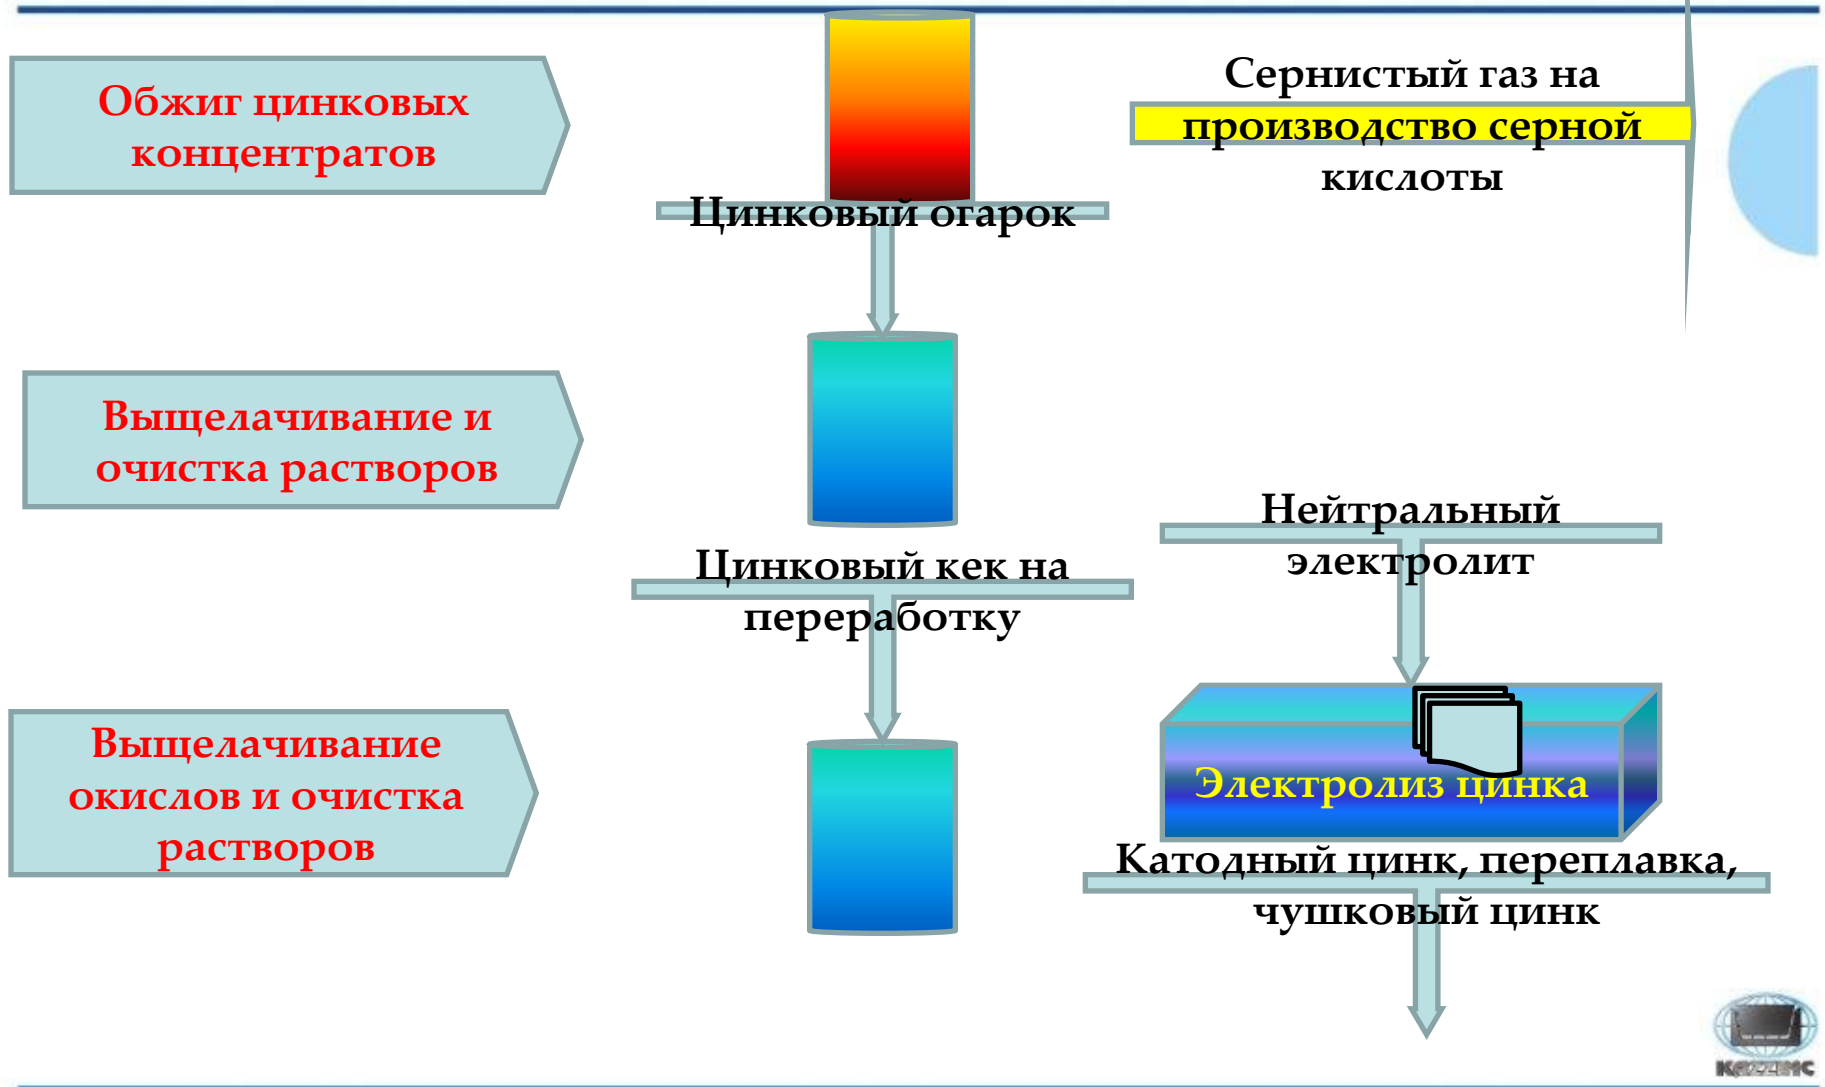 Обжиг цинковых
концентратов
Сернистый газ на
производство серной
кислоты
Цинковый огарок
Выщелачивание и
очистка растворов
Цинковый кек на
переработку
Нейтральный
электролит
Выщелачивание
окислов и очистка
растворов
Электролиз цинка
Катодный цинк, переплавка,
чушковый цинк